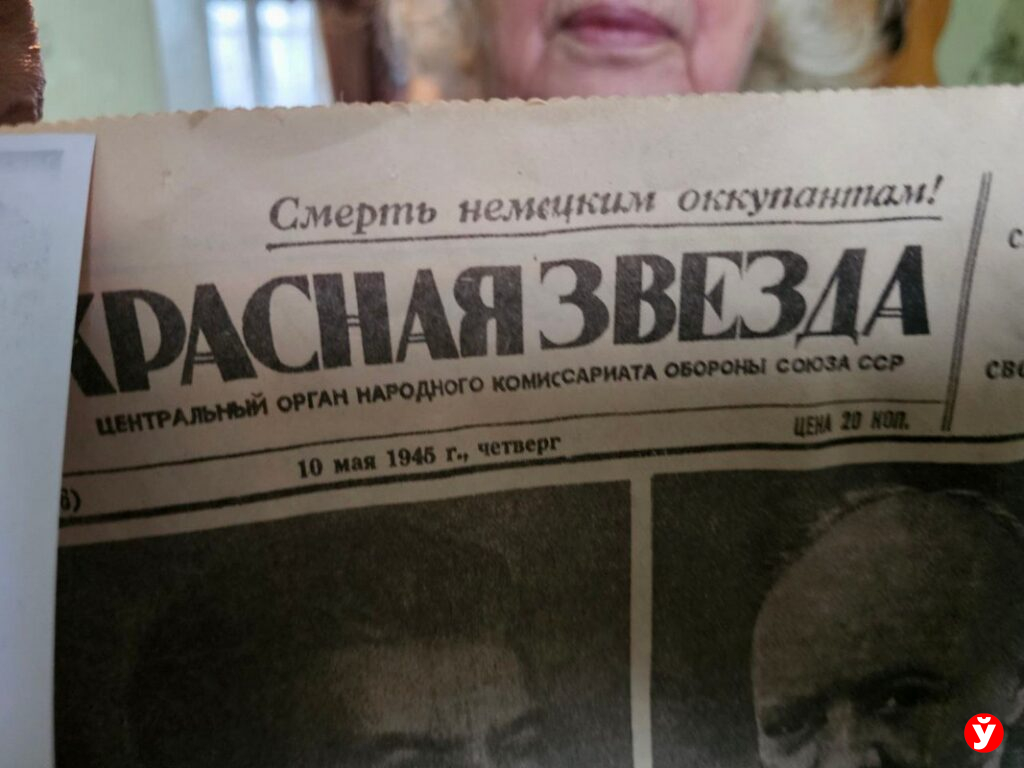 Смерть немецким оккупантам!
КРАСНАЯ ЗВЕЗДА
ЦЕНТРАЛЬНЫЙ ОРГАН НАРОДНОГО КОМИССАРИАТА ОБОРОНЫ СОЮЗА ССР
10 мая 1945 г., четверг
ЦЕНА 20 КОП.
Ў